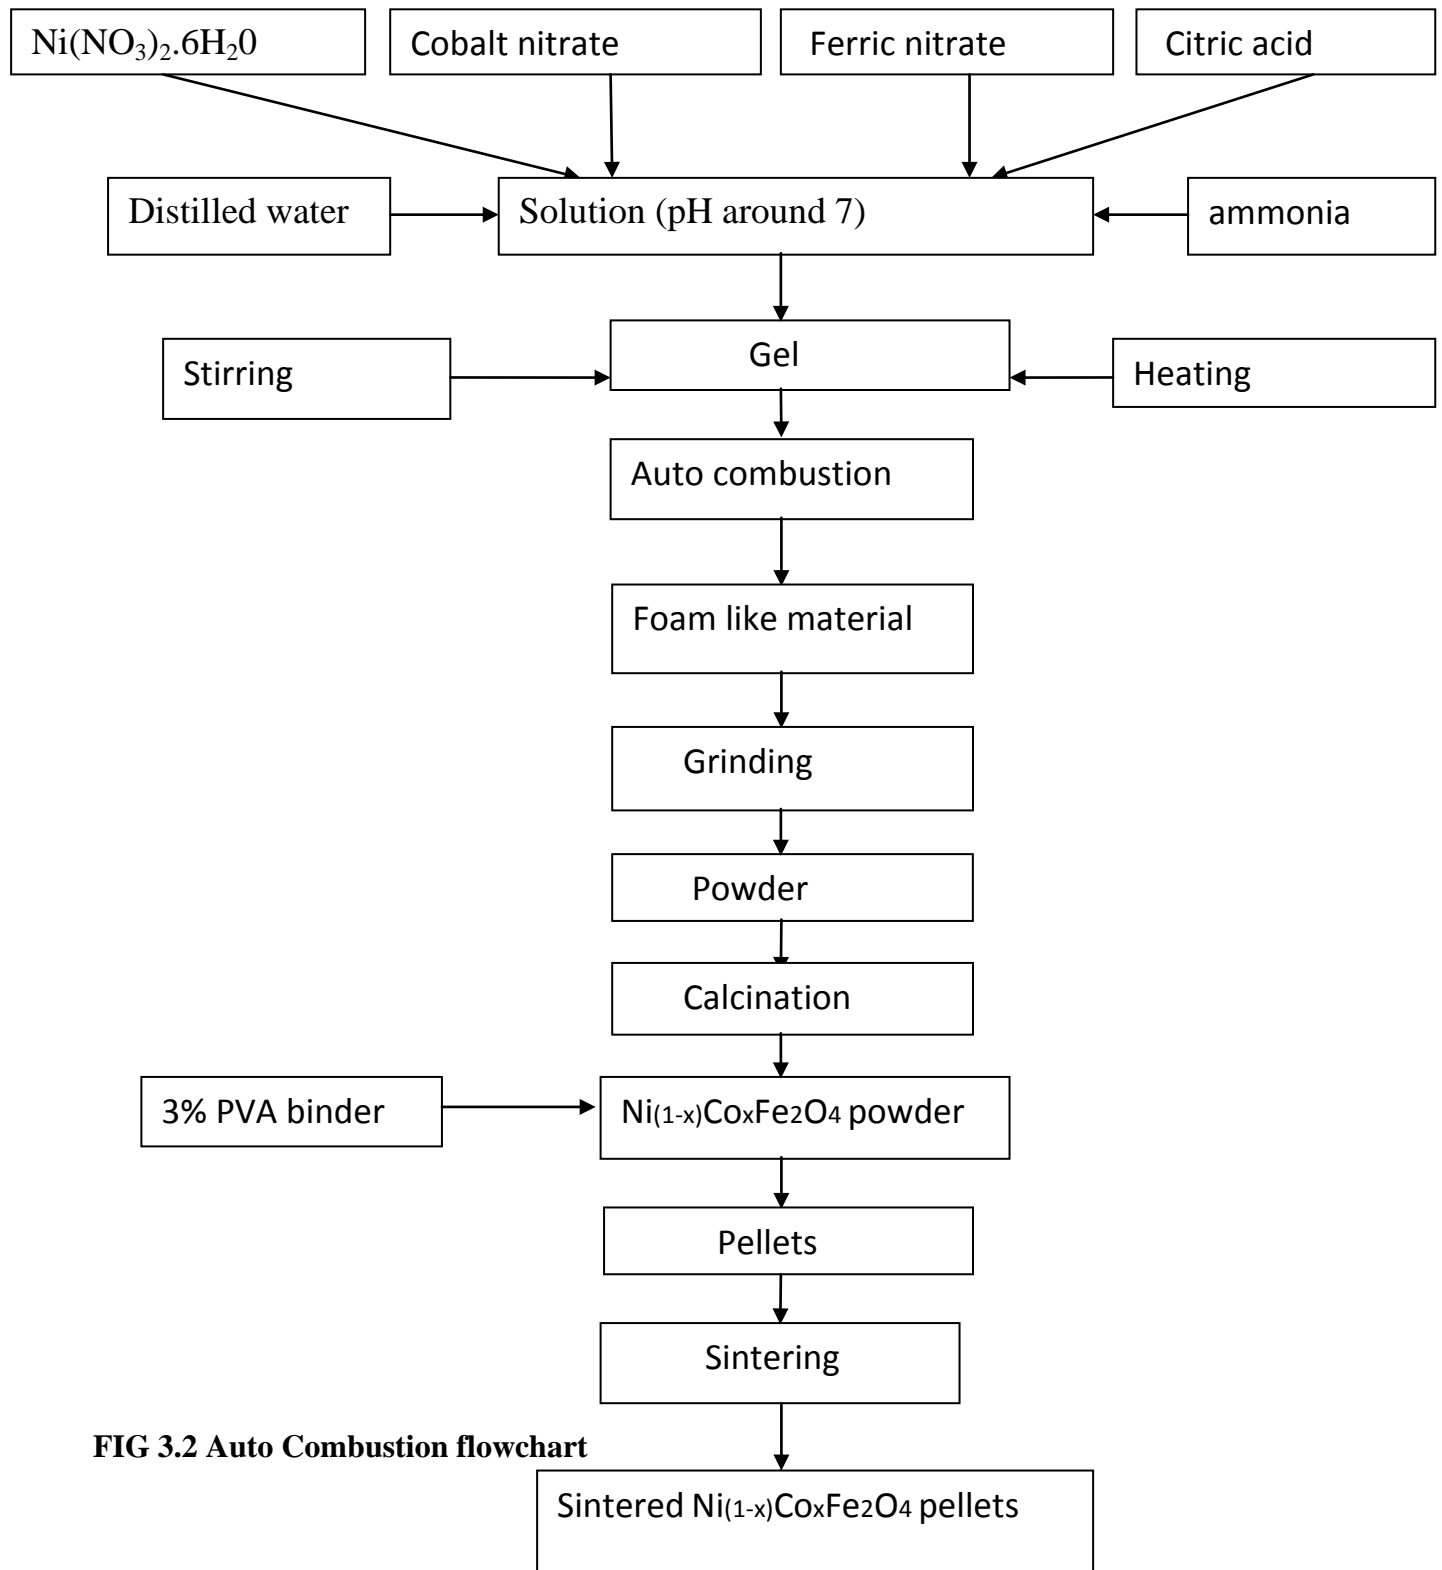 Ni(NO₃)₂.6H₂0
Cobalt nitrate
Ferric nitrate
Citric acid
Distilled water
Solution (pH around 7)
ammonia
Gel
Stirring
Heating
Auto combustion
Foam like material
Grinding
Powder
Calcination
3% PVA binder
Ni(1-x)CoxFe2O4 powder
Pellets
Sintering
FIG 3.2 Auto Combustion flowchart
Sintered Ni(1-x)CoxFe2O4 pellets